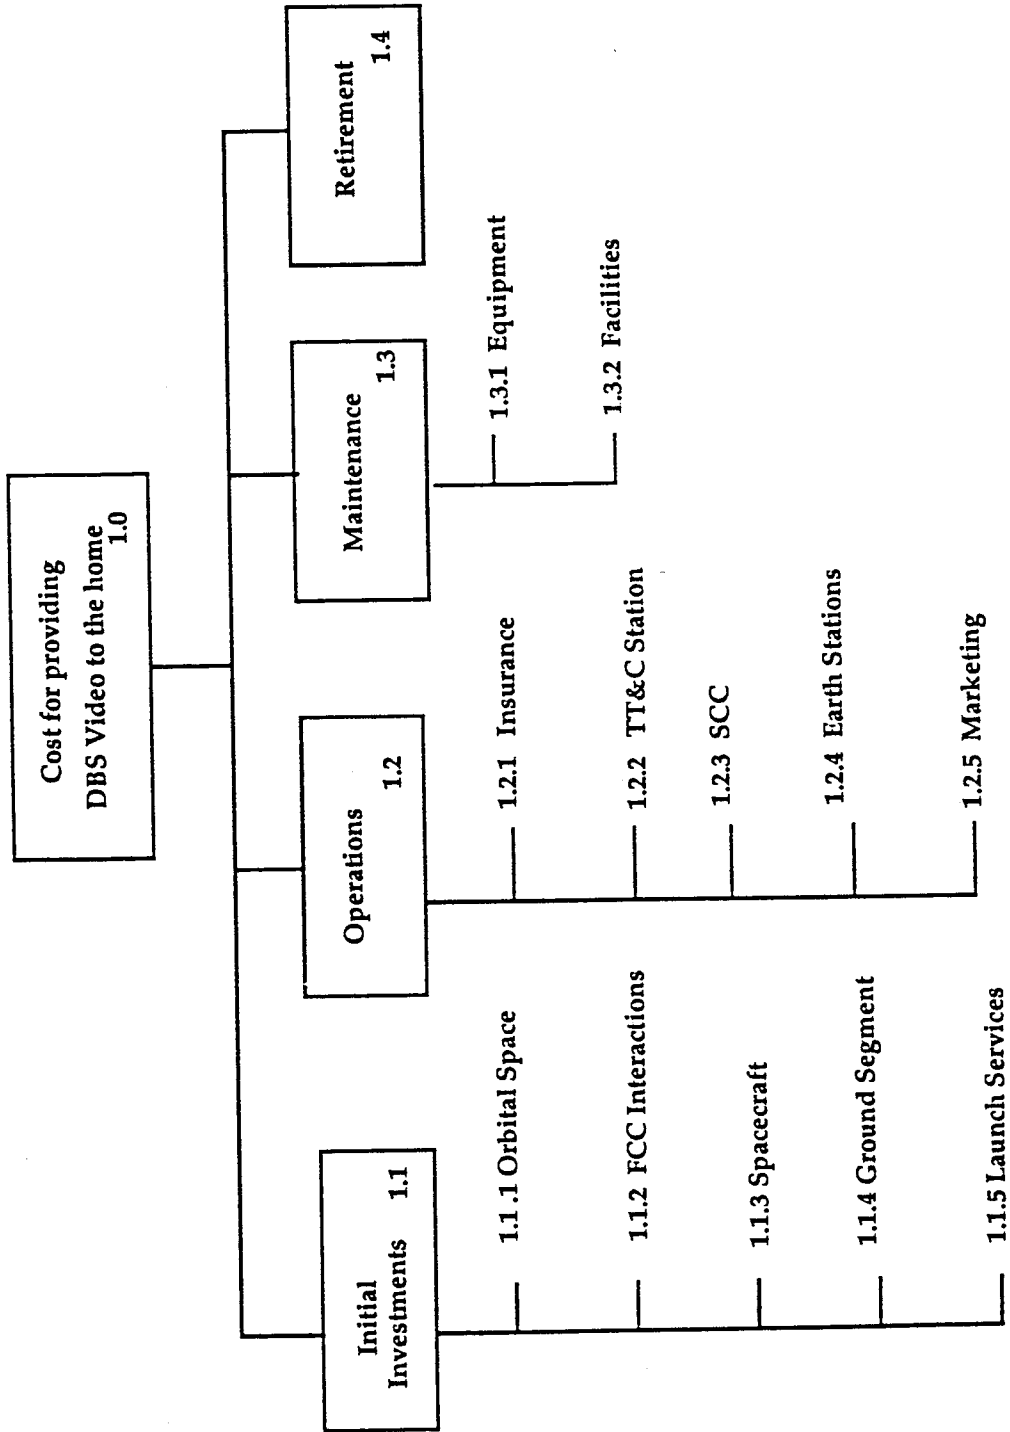 Cost for providing
DBS Video to the home
1.0
Initial
Investments 1.1
1.1 .1 Orbital Space
1.1.2 FCC Interactions
1.1.3 Spacecraft
1.1.4 Ground Segment
1.1.5 Launch Services
Operations
1.2
1.2.1 Insurance
1.2.2 TT&C Station
1.2.3 SCC
1.2.4 Earth Stations
1.2.5 Marketing
Maintenance
1.3
1.3.1 Equipment
1.3.2 Facilities
Retirement
1.4